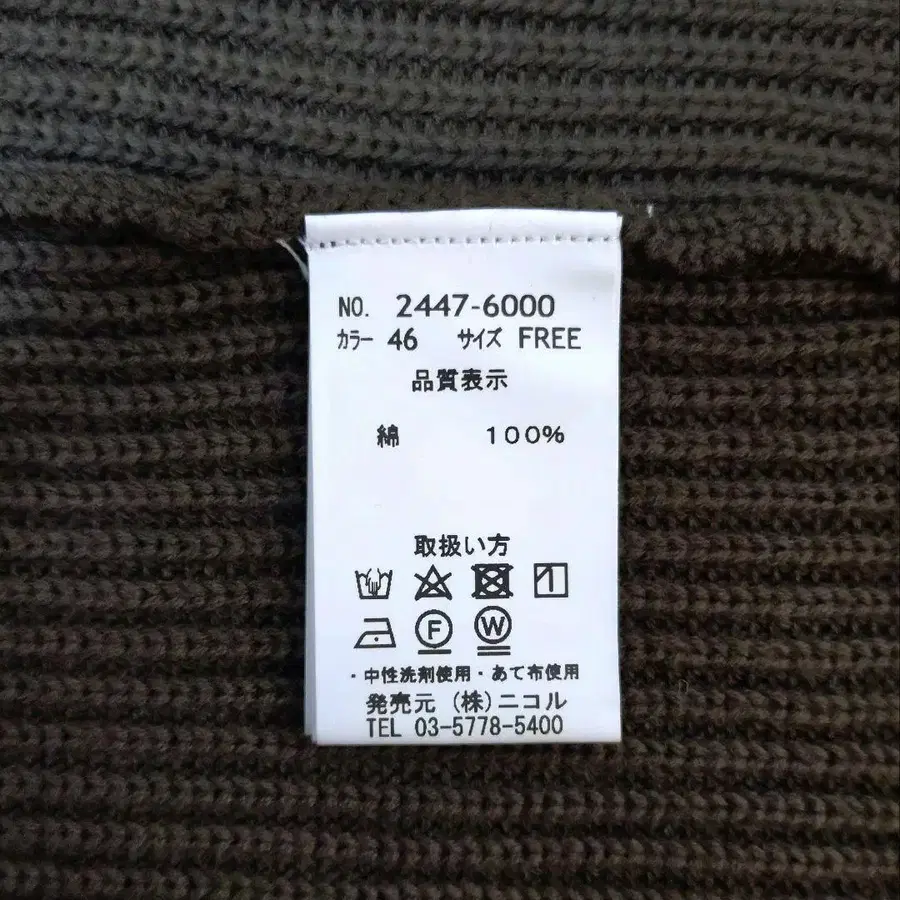 NO. 2447-6000
カラー 46 サイズ FREE
品質表示
綿 100%
取扱い方
F W
・中性洗剤使用・あて布使用
発売元 (株)ニコル
TEL 03-5778-5400